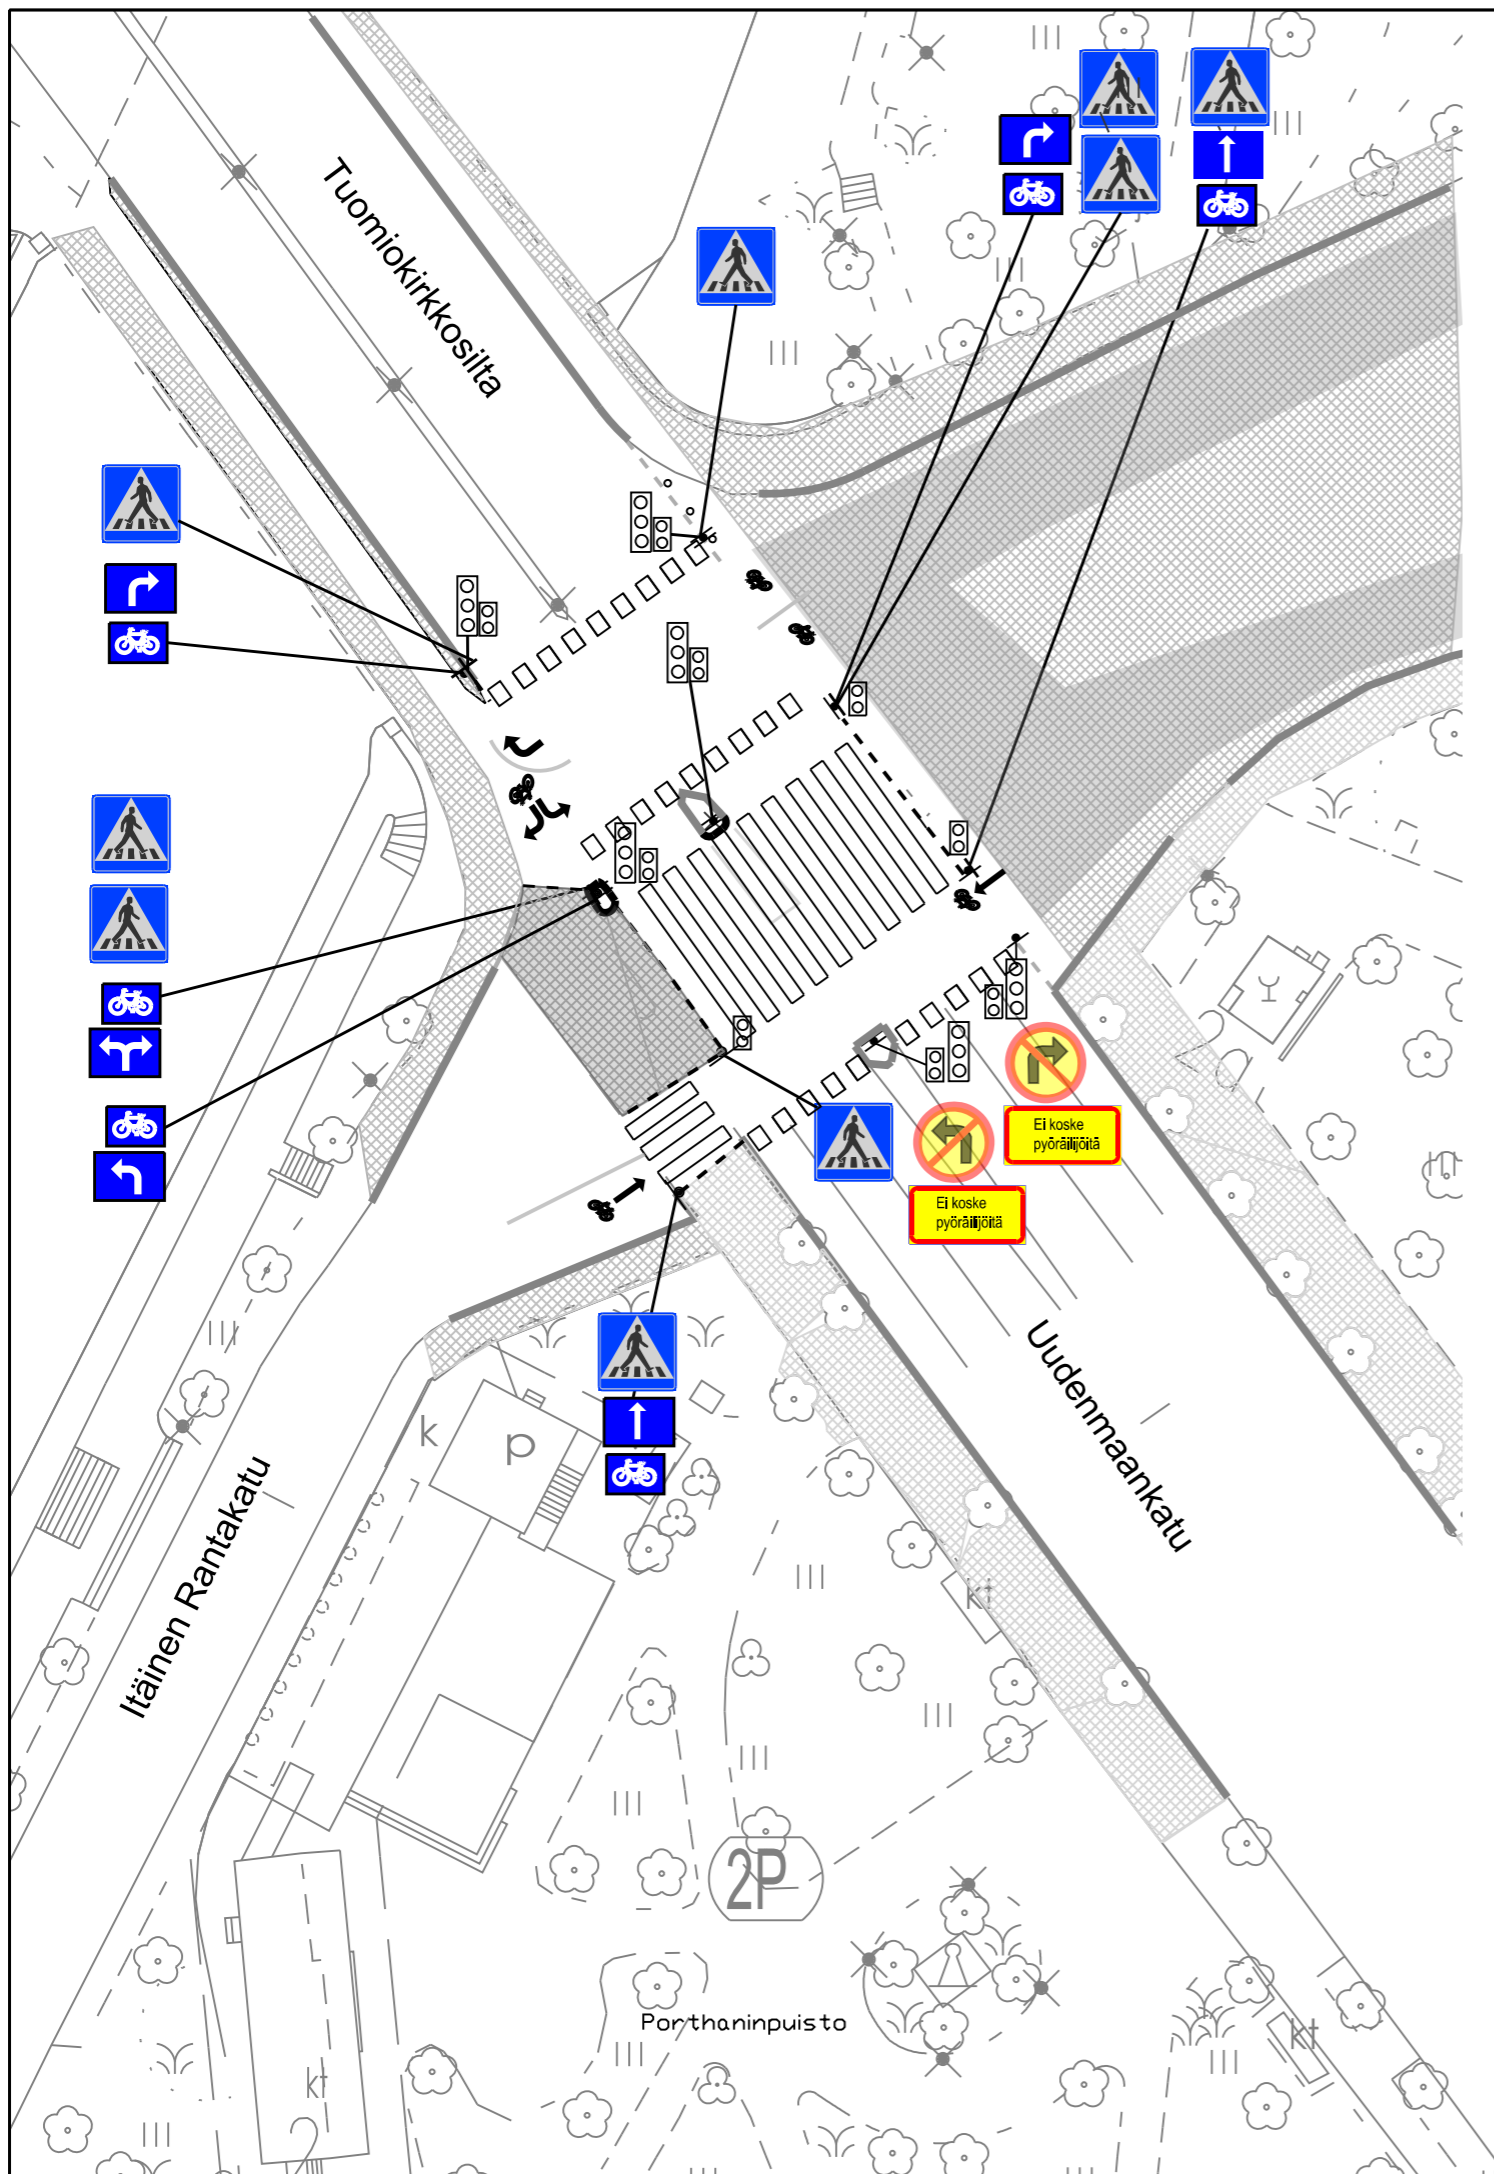 Tuomiokirkkosilta
Ei koske
pyöräilijöitä
Ei koske
pyöräilijöitä
Uudenmaankatu
Itäinen Rantakatu
k
p
kt
2P
Porthaninpuisto
kt
kt